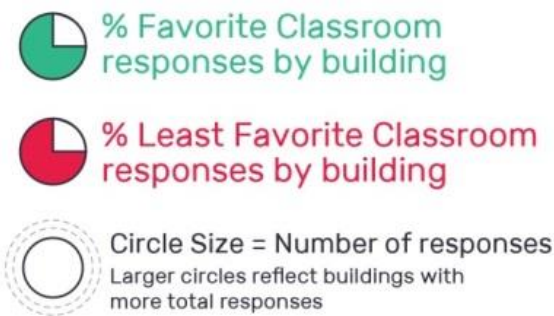 % Favorite Classroom
responses by building
% Least Favorite Classroom
responses by building
Circle Size = Number of responses
Larger circles reflect buildings with
more total responses